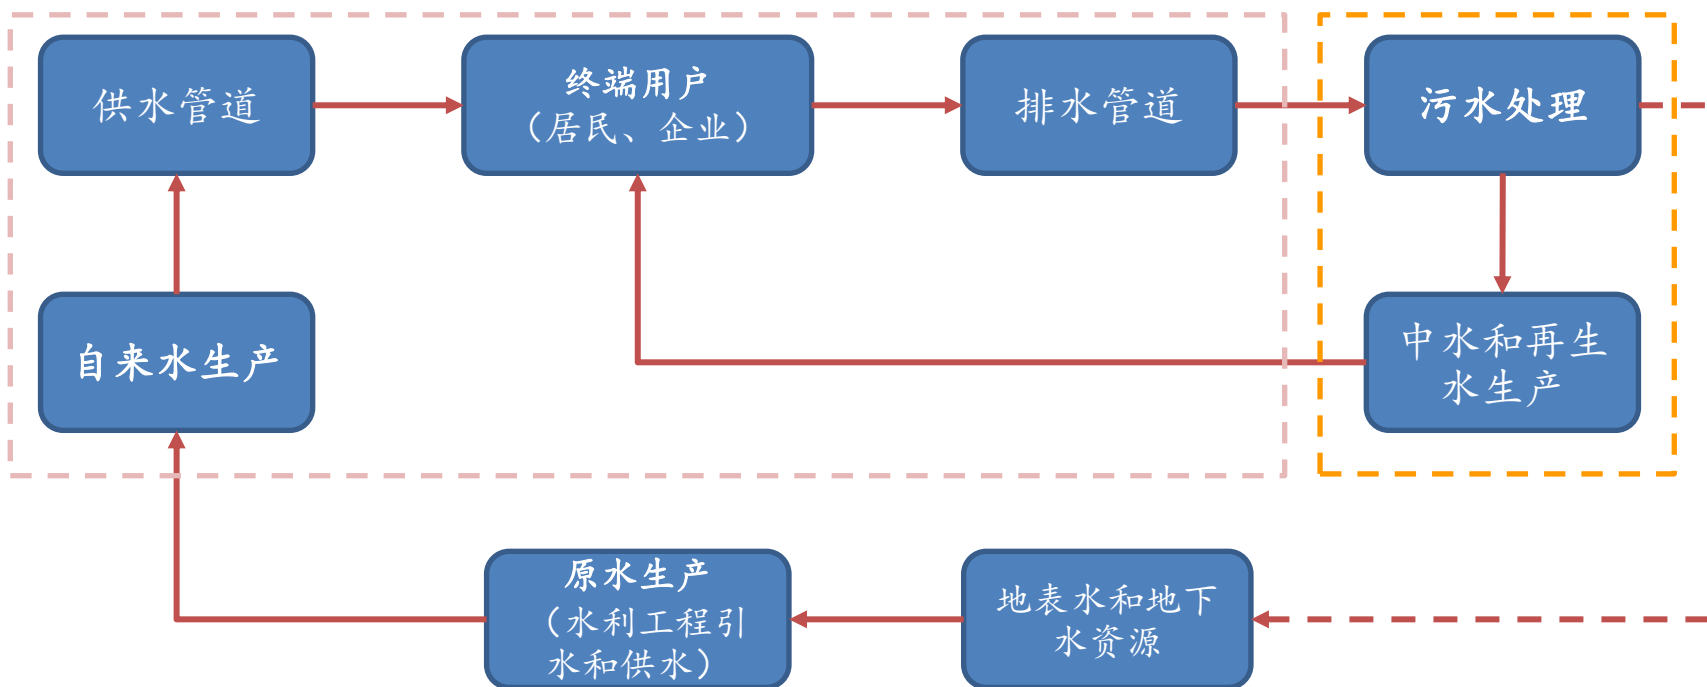 供水管道
终端用户
（居民、企业）
排水管道
污水处理
自来水生产
中水和再生
水生产
原水生产
（水利工程引
水和供水）
地表水和地下
水资源